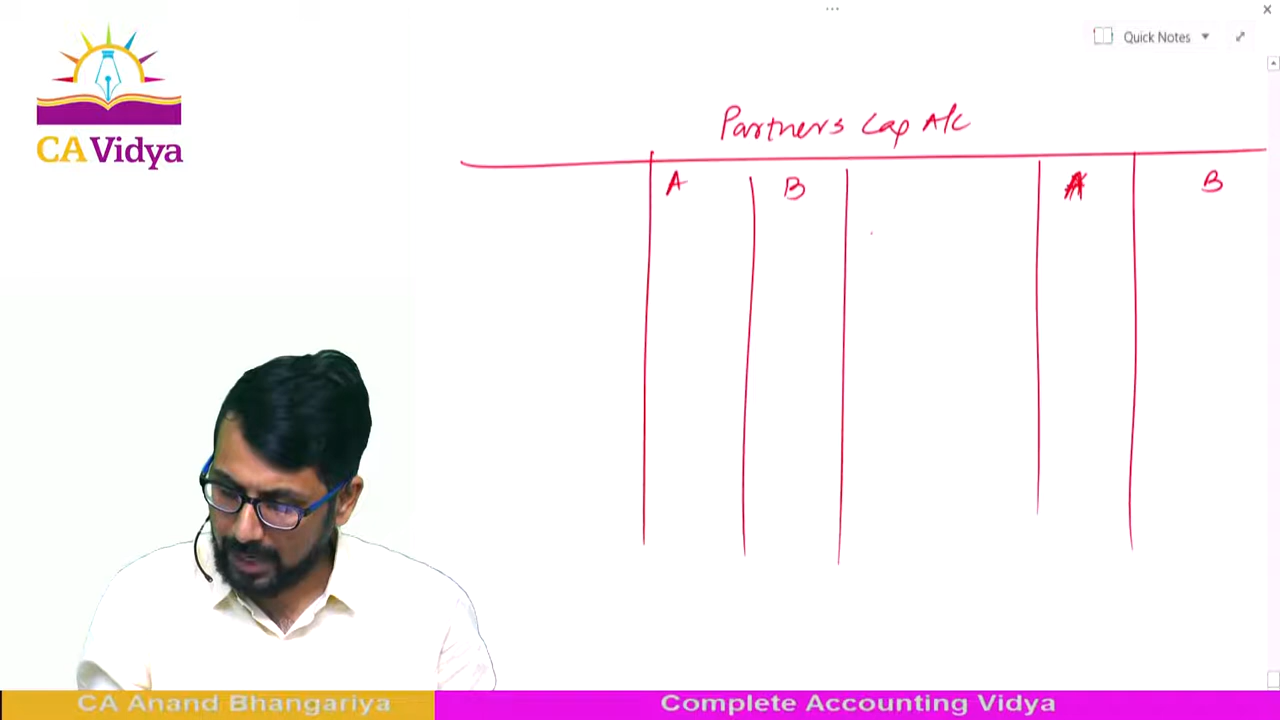 CA Vidya
Quick Notes
Partners Cap A/c
A B A B
CA Anand Bhangariya
Complete Accounting Vidya